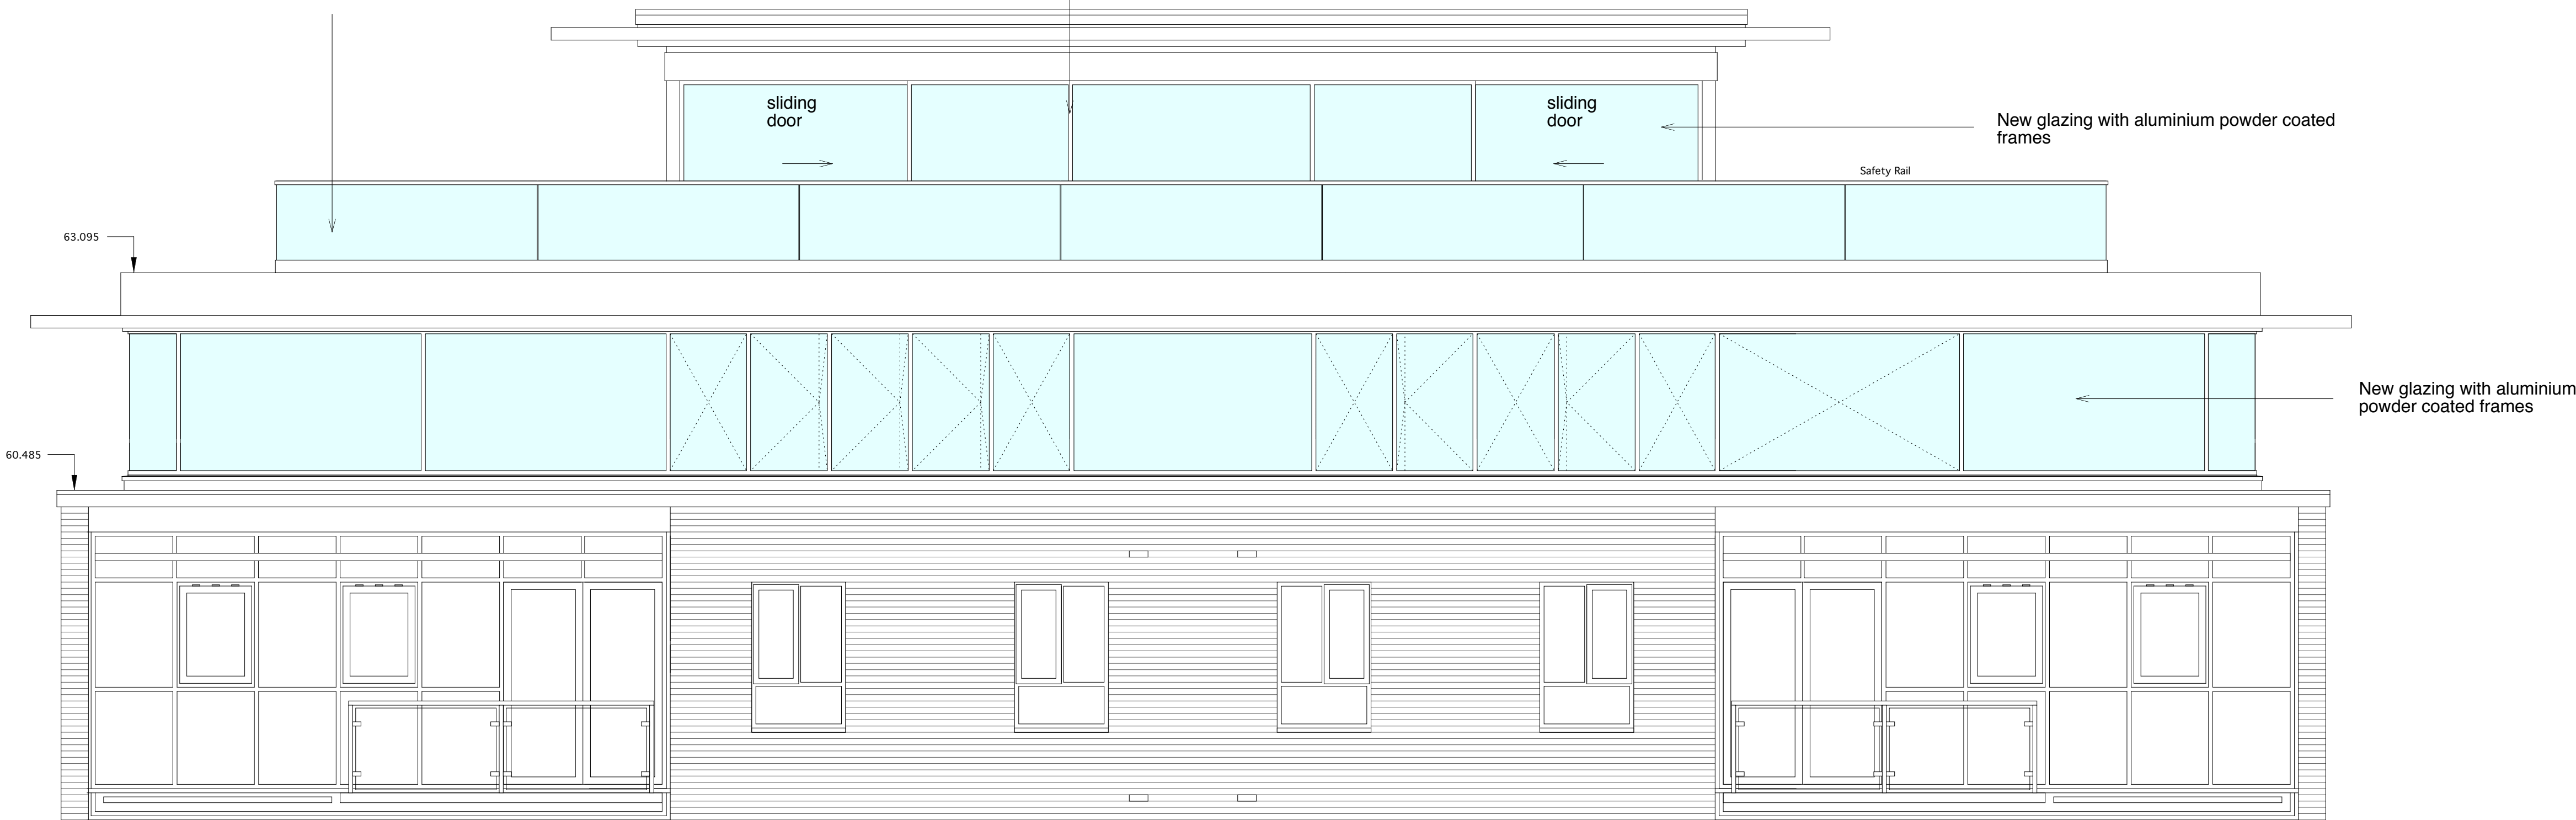 sliding
door
sliding
door
New glazing with aluminium powder coated
frames
Safety Rail
63.095
New glazing with aluminium
powder coated frames
60.485